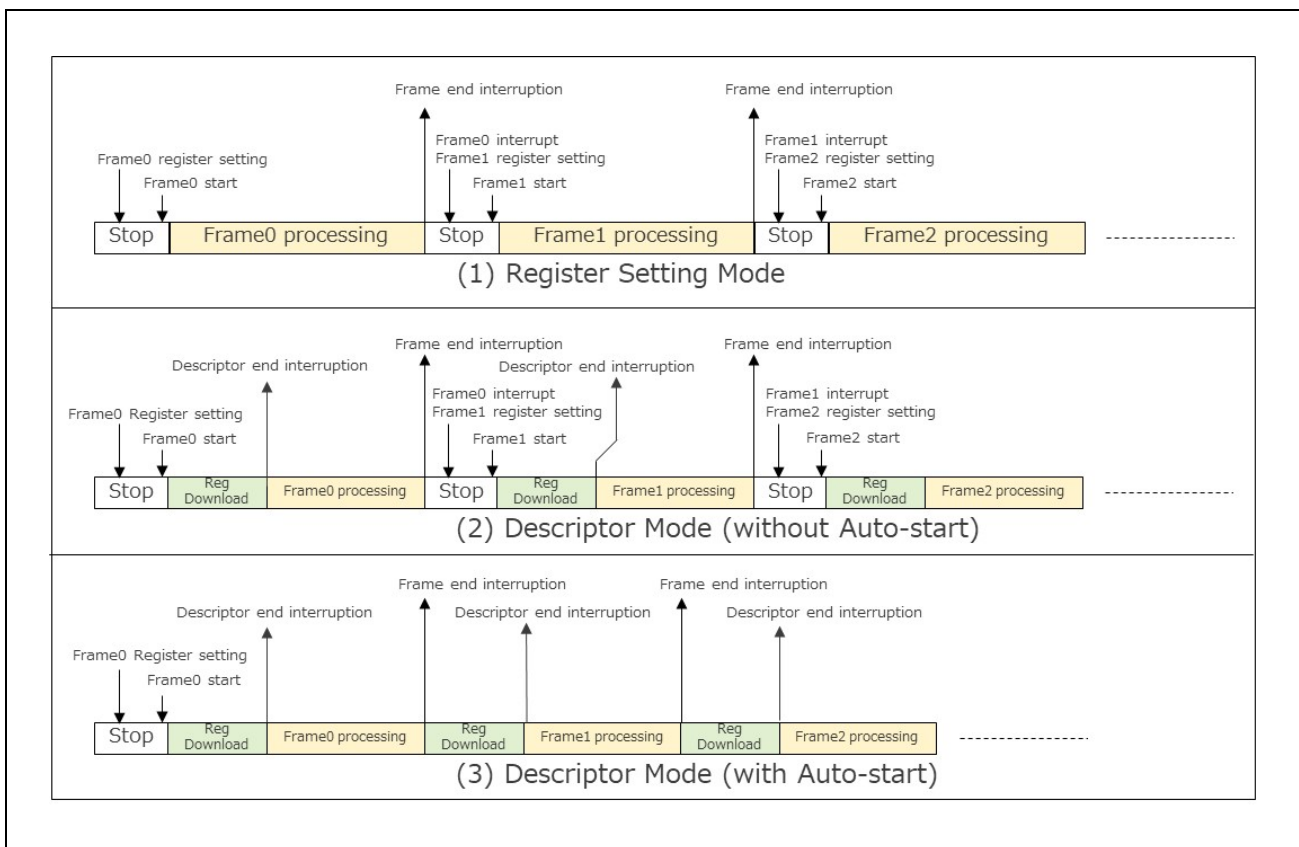 Frame end interruption
Frame end interruption
Frame0 interrupt
Frame1 register setting
Frame1 interrupt
Frame2 register setting
Frame0 register setting
Frame0 start
Frame1 start
Frame2 start
Stop
Frame0 processing
Stop
Frame1 processing
Stop
Frame2 processing
(1) Register Setting Mode
Frame end interruption
Frame end interruption
Descriptor end interruption
Descriptor end interruption
Frame0 interrupt
Frame1 register setting
Frame1 interrupt
Frame2 register setting
Frame0 Register setting
Frame0 start
Frame1 start
Frame2 start
Stop
Reg
Download
Frame0 processing
Stop
Reg
Download
Frame1 processing
Stop
Reg
Download
Frame2 processing
(2) Descriptor Mode (without Auto-start)
Frame end interruption
Frame end interruption
Descriptor end interruption
Descriptor end interruption
Descriptor end interruption
Frame0 Register setting
Frame0 start
Stop
Reg
Download
Frame0 processing
Reg
Download
Frame1 processing
Reg
Download
Frame2 processing
(3) Descriptor Mode (with Auto-start)